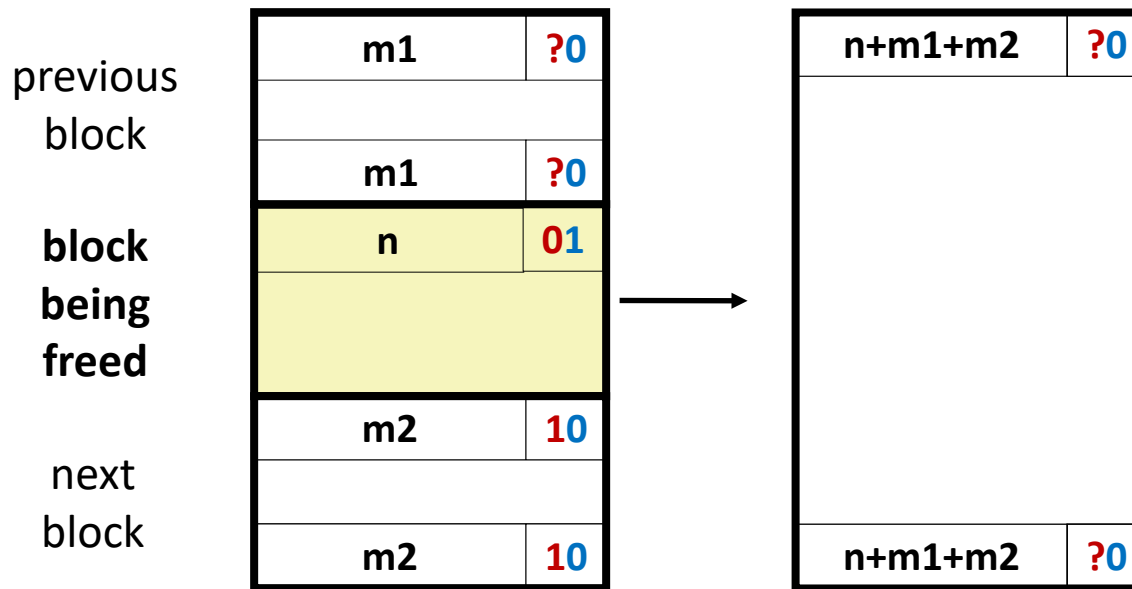 previous
block
m1 ?0
m1 ?0
block
being
freed
n 01
next
block
m2 10
m2 10
n+m1+m2 ?0
n+m1+m2 ?0